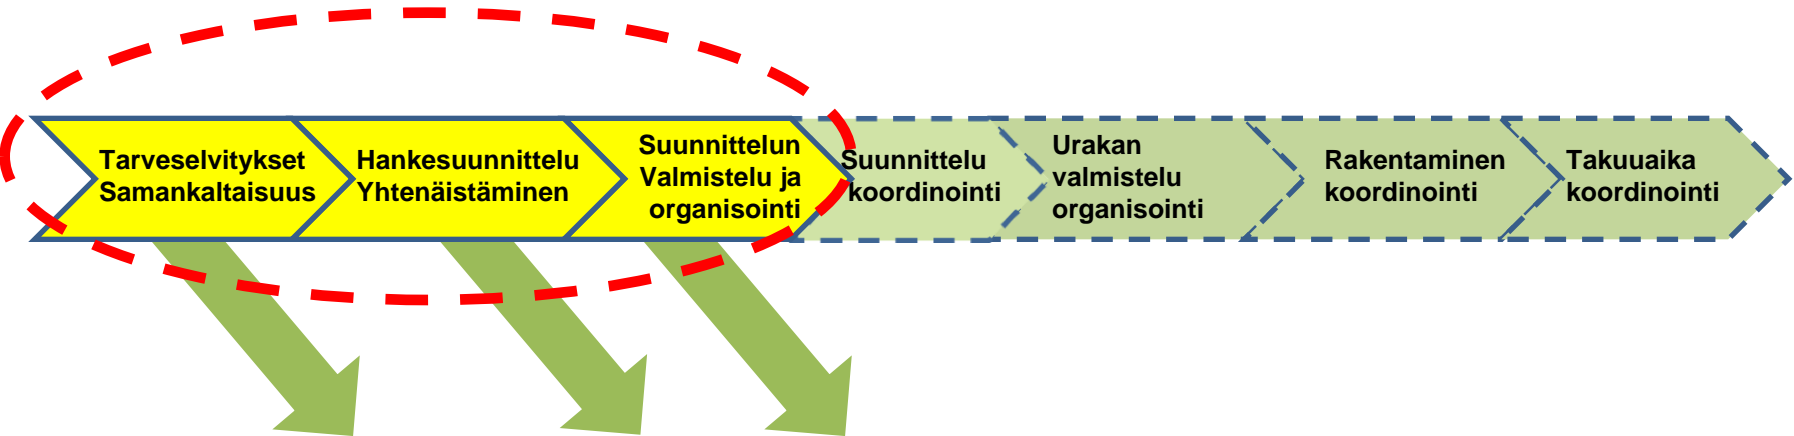 Tarveselvitykset
Samankaltaisuus
Hankesuunnittelu
Yhtenäistäminen
Suunnittelun
Valmistelu ja
organisointi
Suunnittelu
koordinointi
Urakan
valmistelu
organisointi
Rakentaminen
koordinointi
Takuuaika
koordinointi